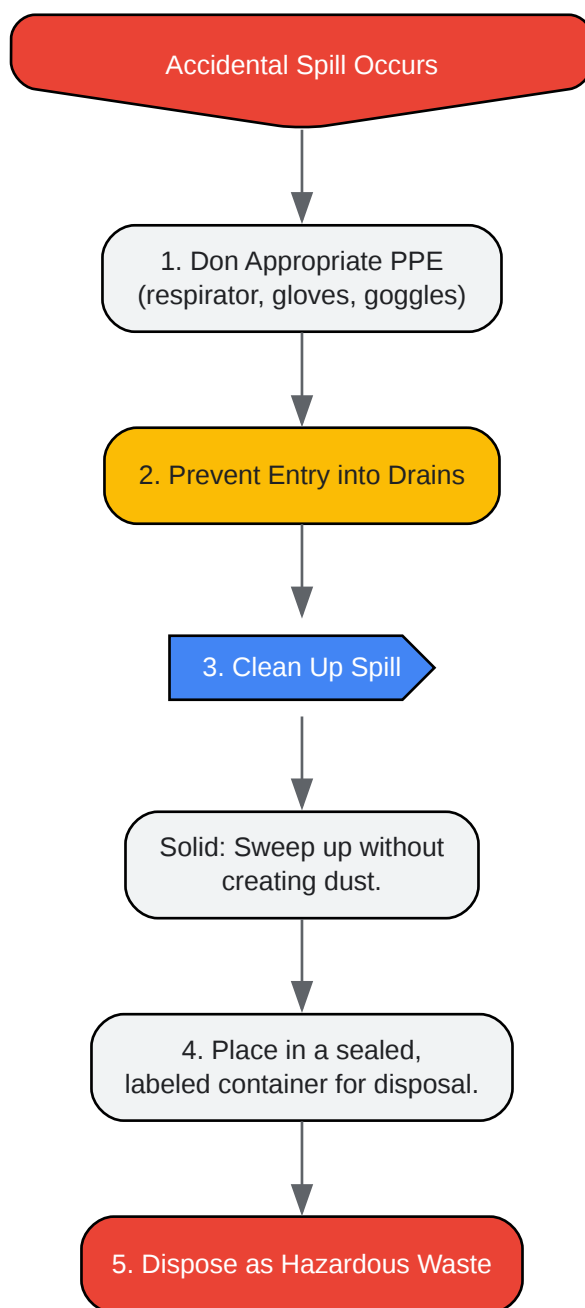 Accidental Spill Occurs
1. Don Appropriate PPE
(respirator, gloves, goggles)
2. Prevent Entry into Drains
3. Clean Up Spill
Solid: Sweep up without
creating dust.
4. Place in a sealed,
labeled container for disposal.
5. Dispose as Hazardous Waste